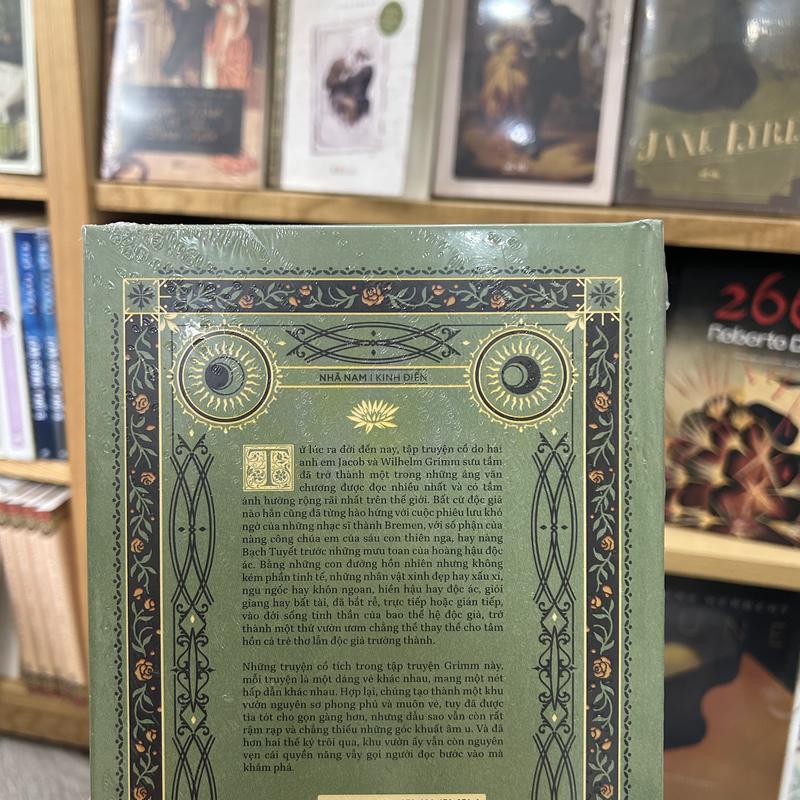 JANE EYRE
266
Roberto B
NHÃ NAM | KINH ĐIỂN
Từ lúc ra đời đến nay, tập truyện cổ do hai
anh em Jacob và Wilhelm Grimm sưu tầm
đã trở thành một trong những áng văn
chương được đọc nhiều nhất và có tầm
ảnh hưởng rộng rãi nhất trên thế giới. Bất cứ độc giả
nào hẳn cũng đã từng hào hứng với cuộc phiêu lưu khó
ngờ của những nhạc sĩ thành Bremen, với số phận của
nàng công chúa em của sáu con thiên nga, hay nàng
Bạch Tuyết trước những mưu toan của hoàng hậu độc
ác. Bằng những con đường hồn nhiên nhưng không
kém phần tinh tế, những nhân vật xinh đẹp hay xấu xí,
ngu ngốc hay khôn ngoan, hiền hậu hay độc ác, giỏi
giang hay bất tài, đã bắt rễ, trực tiếp hoặc gián tiếp,
vào đời sống tinh thần của bao thế hệ độc giả, trở
thành một thứ vườn ươm chẳng thể thay thế cho tâm
hồn cả trẻ thơ lẫn độc giả trưởng thành.
Những truyện cổ tích trong tập truyện Grimm này,
mỗi truyện là một dáng vẻ khác nhau, mang một nét
hấp dẫn khác nhau. Hợp lại, chúng tạo thành một khu
vườn nguyên sơ phong phú và muôn vẻ, tuy đã được
tỉa tót cho gọn gàng hơn, nhưng dẫu sao vẫn còn rất
rậm rạp và chẳng thiếu những góc khuất âm u. Và đã
hơn hai thế kỷ trôi qua, khu vườn ấy vẫn còn nguyên
vẹn cái quyền năng vẫy gọi người đọc bước vào mà
khám phá.